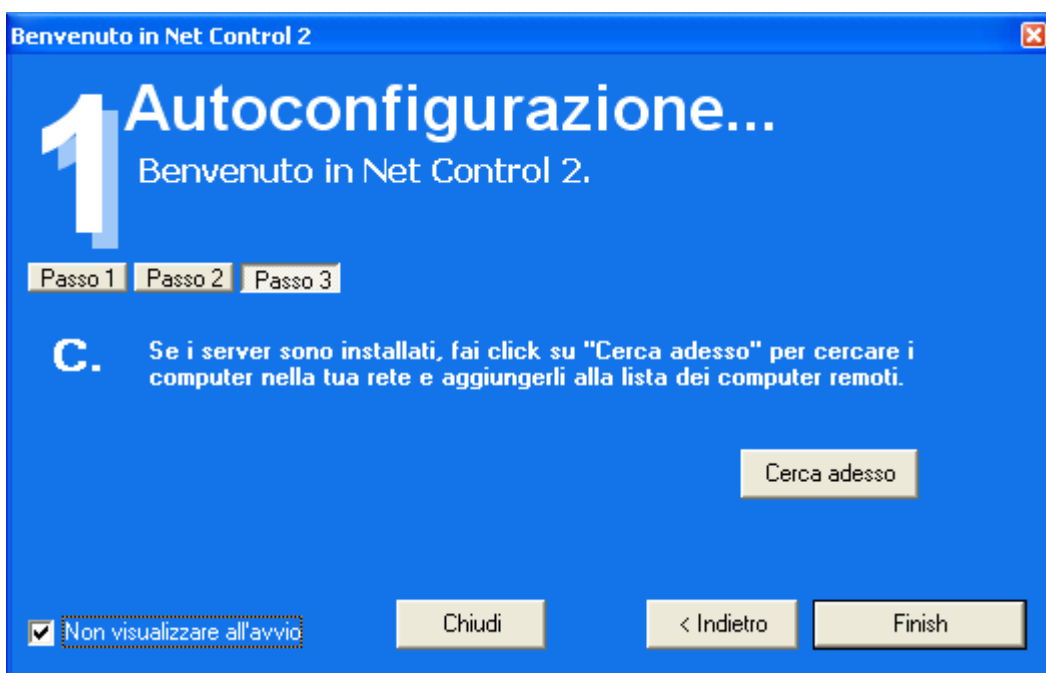 Benvenuto in Net Control 2
1 Autoconfigurazione...
Benvenuto in Net Control 2.
Passo 1 Passo 2 Passo 3
C. Se i server sono installati, fai click su "Cerca adesso" per cercare i
computer nella tua rete e aggiungerli alla lista dei computer remoti.
Cerca adesso
Non visualizzare all'avvio Chiudi < Indietro Finish